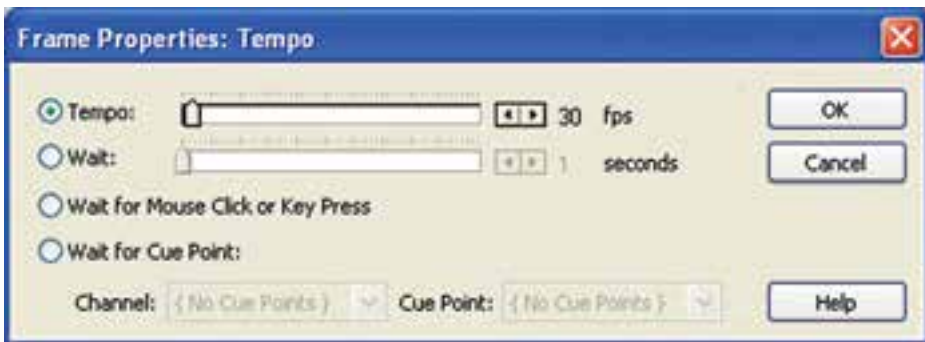 Frame Properties: Tempo
Tempo: 30 fps OK
Wait: 1 seconds Cancel
Wait for Mouse Click or Key Press
Wait for Cue Point:
Channel: { No Cue Points } Cue Point: { No Cue Points } Help